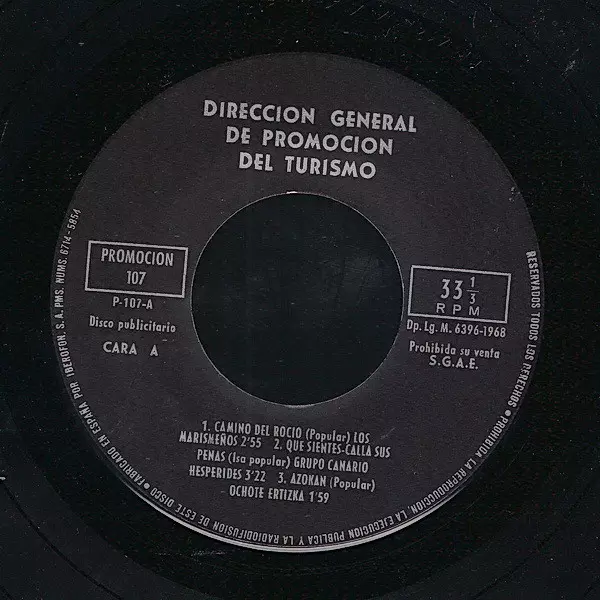 DIRECCION GENERAL
DE PROMOCION
DEL TURISMO
PROMOCION
107
P-107-A
Disco publicitario
CARA A
33 1/3
RPM
Dp. Lg. M. 6396-1968
Prohibida su venta
S.G.A.E.
1. CAMINO DEL ROCIO (Popular) LOS
MARISMEÑOS 2'55 2. QUE SIENTES-CALLA SUS
PENAS (Isa popular) GRUPO CANARIO
HESPERIDES 3'22 3. AZOKAN (Popular)
OCHOTE ERTIZKA 1'59
RESERVADOS TODOS LOS DERECHOS • PROHIBIDA LA REPRODUCCION, LA EJECUCION PUBLICA Y LA RADIODIFUSION DE ESTE DISCO • FABRICADO EN ESPAÑA POR IBEROFON, S. A. PMS. NUMS. 6714 - 5854